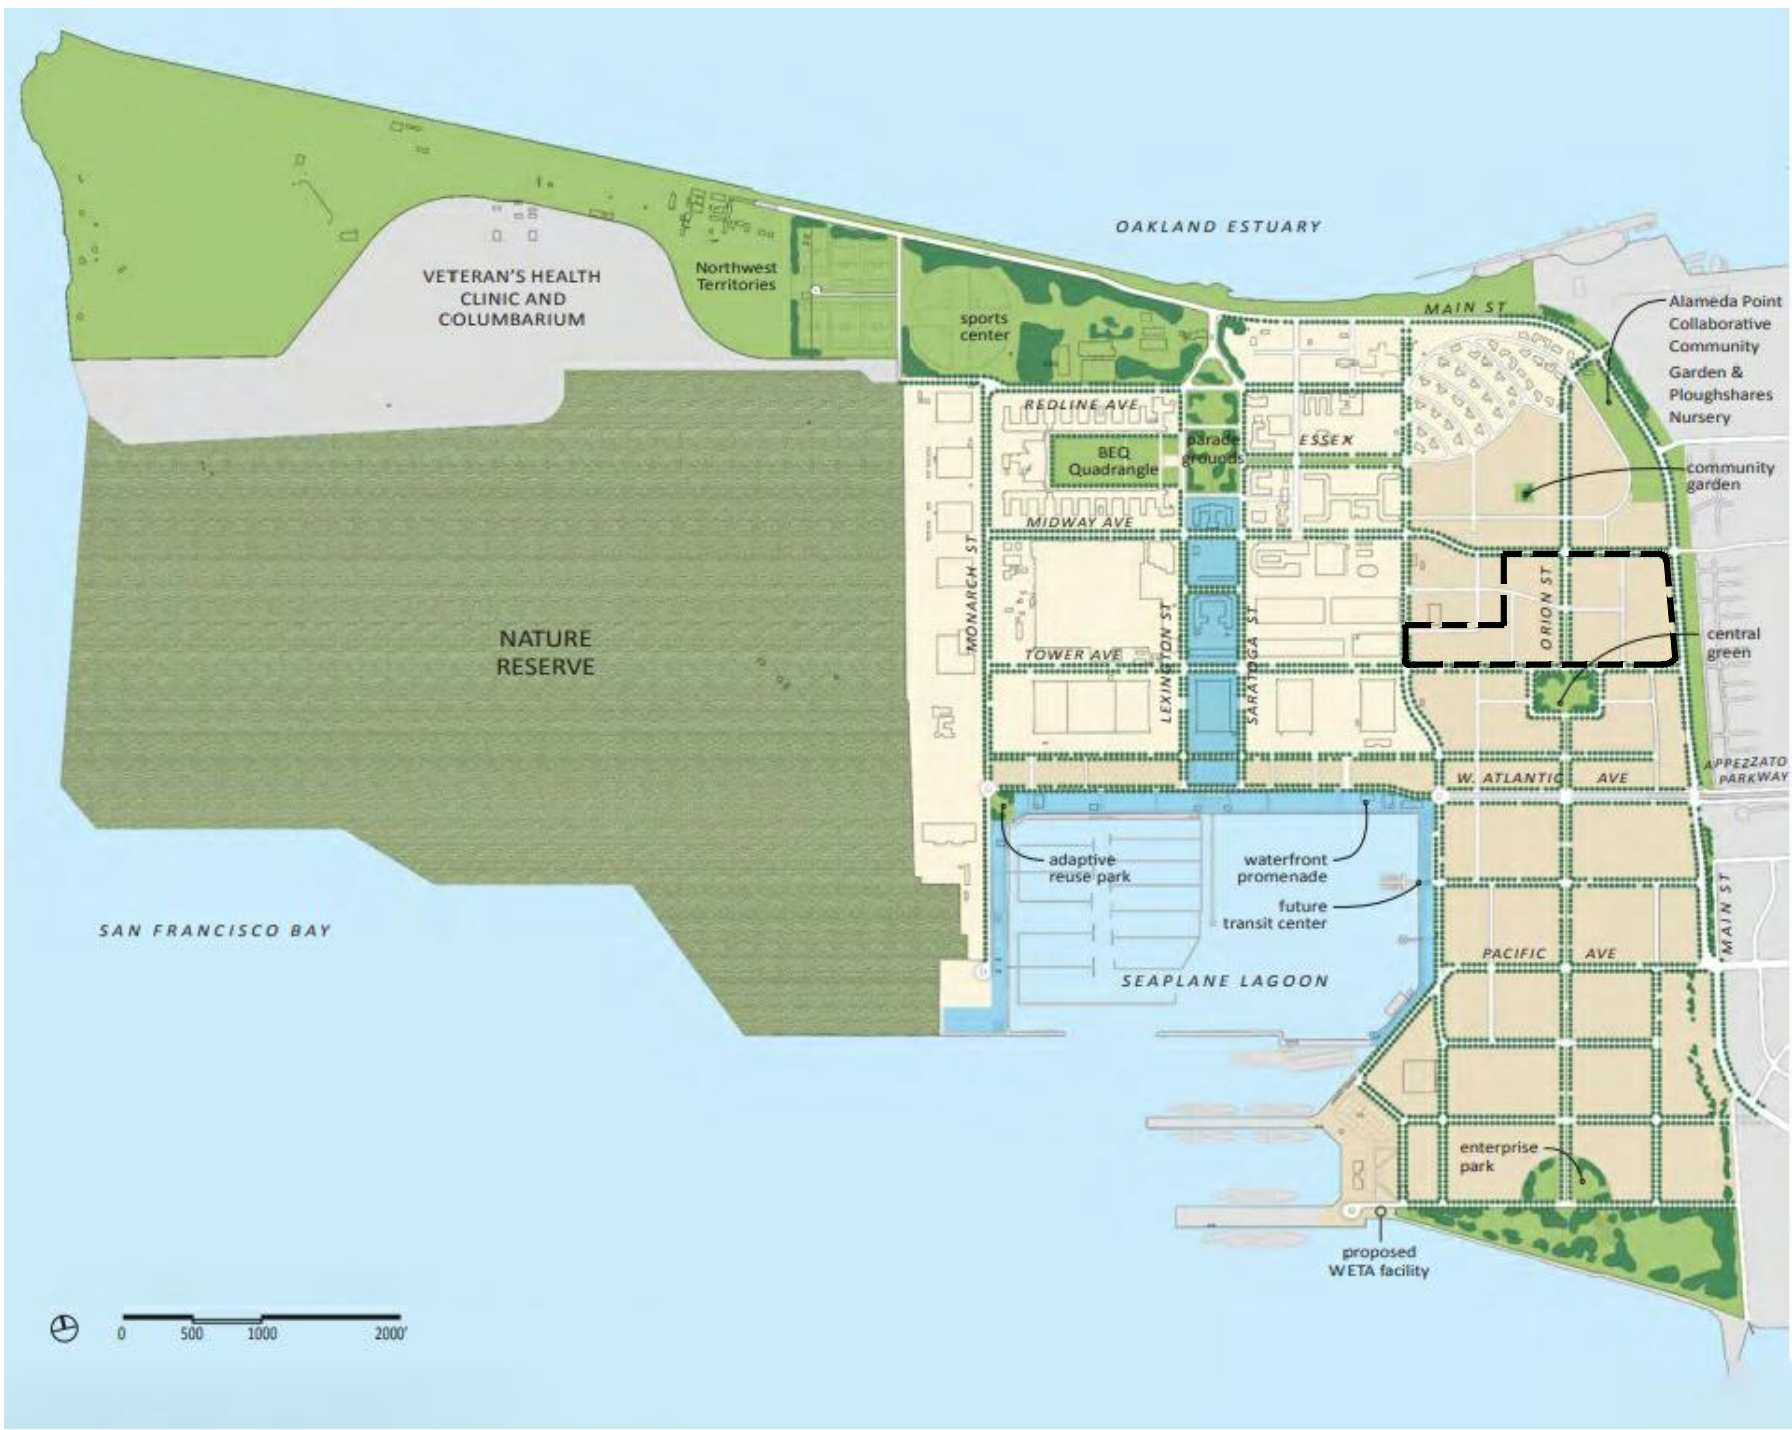 OAKLAND ESTUARY
VETERAN'S HEALTH
CLINIC AND
COLUMBARIUM
Northwest
Territories
sports
center
MAIN ST
Alameda Point
Collaborative
Community
Garden &
Ploughshares
Nursery
REDLINE AVE
parade
grounds
ESSEX
BEQ
Quadrangle
community
garden
MIDWAY AVE
MONARCH ST
ORION ST
NATURE
RESERVE
LEXINGTON ST
SARATOGA ST
TOWER AVE
central
green
W. ATLANTIC AVE
APPEZZATO
PARKWAY
adaptive
reuse park
waterfront
promenade
future
transit center
MAIN ST
SAN FRANCISCO BAY
PACIFIC AVE
SEAPLANE LAGOON
enterprise
park
proposed
WETA facility
0 500 1000 2000'